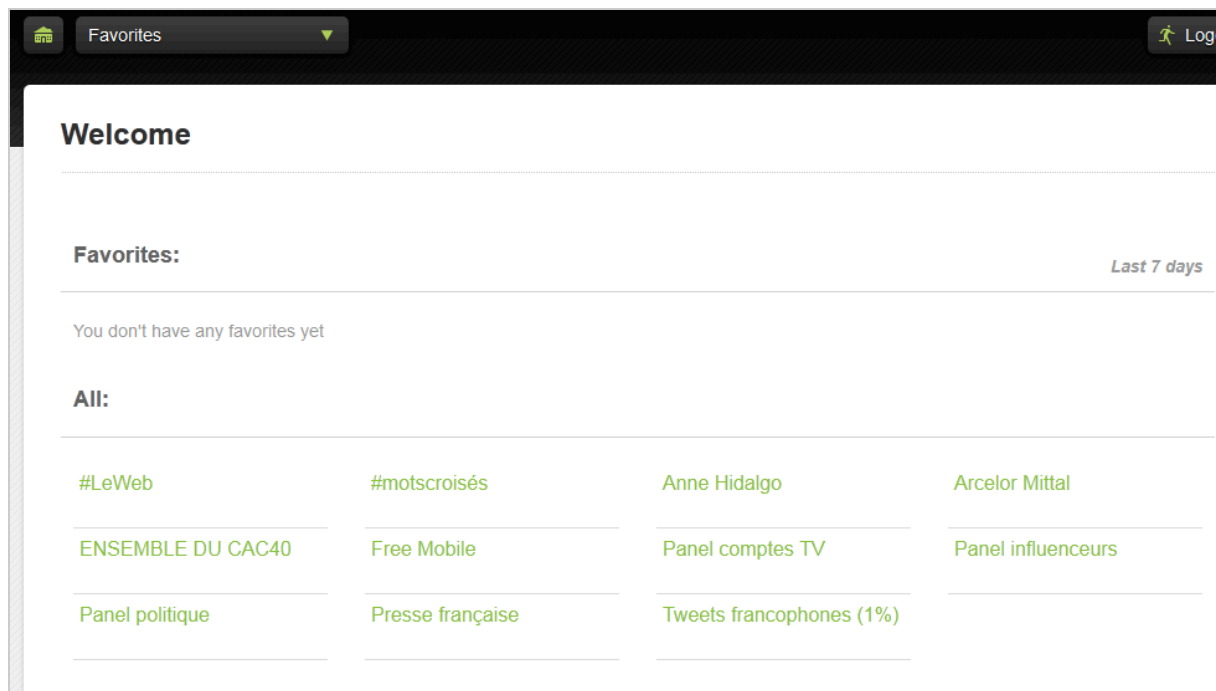 Favorites
Welcome
Favorites:
Last 7 days
You don't have any favorites yet
All:
#LeWeb #motscroisés Anne Hidalgo Arcelor Mittal
ENSEMBLE DU CAC40 Free Mobile Panel comptes TV Panel influenceurs
Panel politique Presse française Tweets francophones (1%)